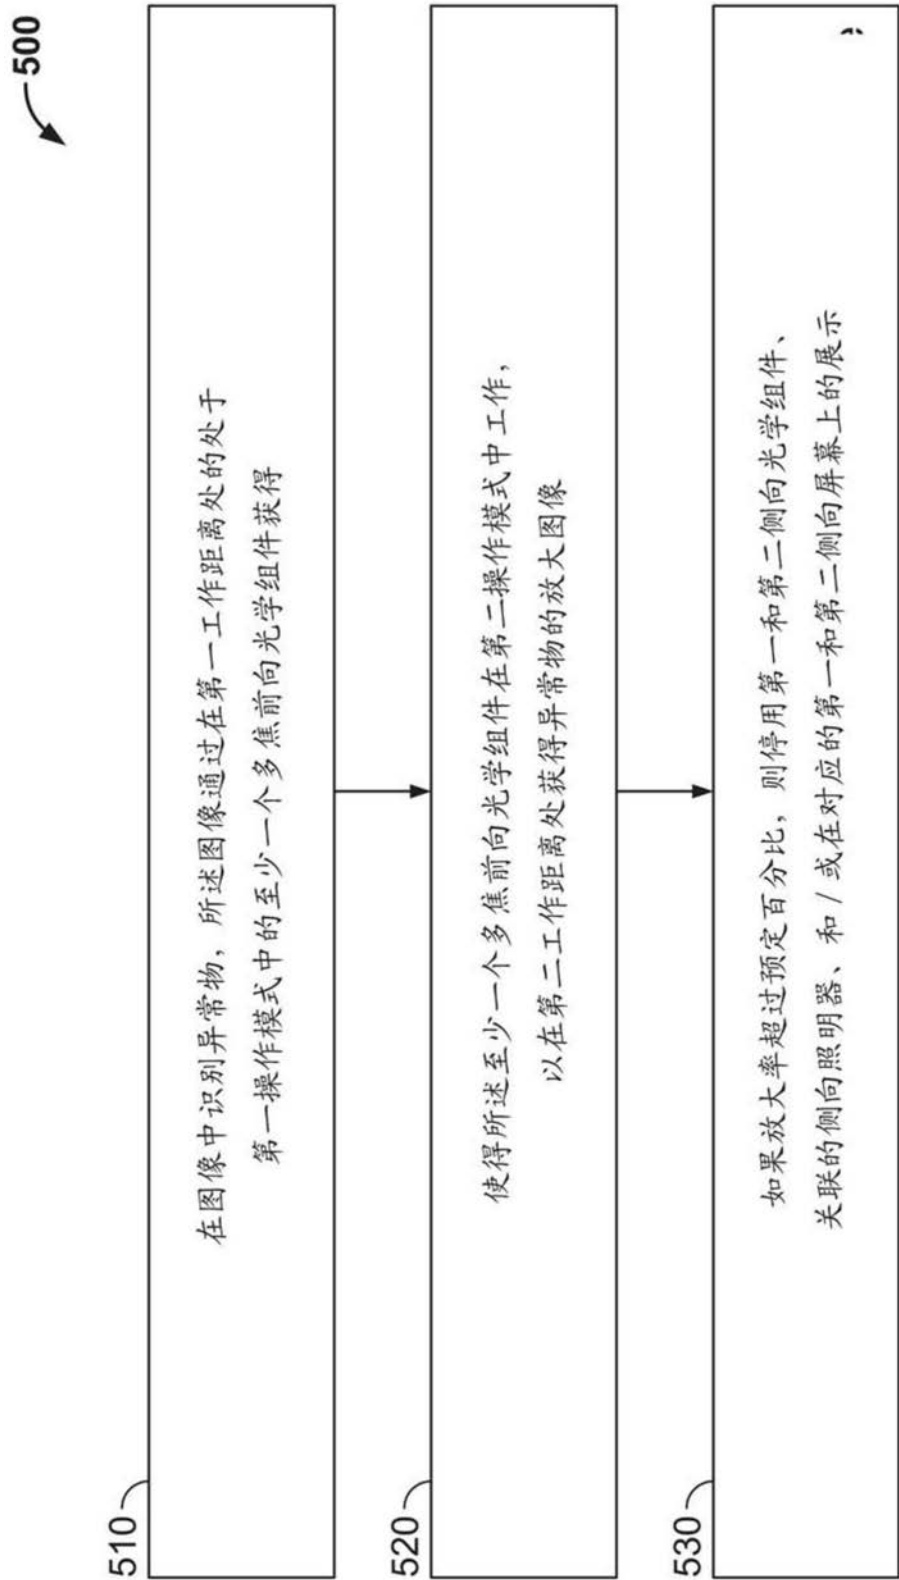 500
510
在图像中识别异常物，所述图像通过在第一工作距离处的处于
第一操作模式中的至少一个多焦前向光学组件获得
520
使得所述至少一个多焦前向光学组件在第二操作模式中工作，
以在第二工作距离处获得异常物的放大图像
530
如果放大率超过预定百分比，则停用第一和第二侧向光学组件、
关联的侧向照明器、和/或在对应的第一和第二侧向屏幕上的展示